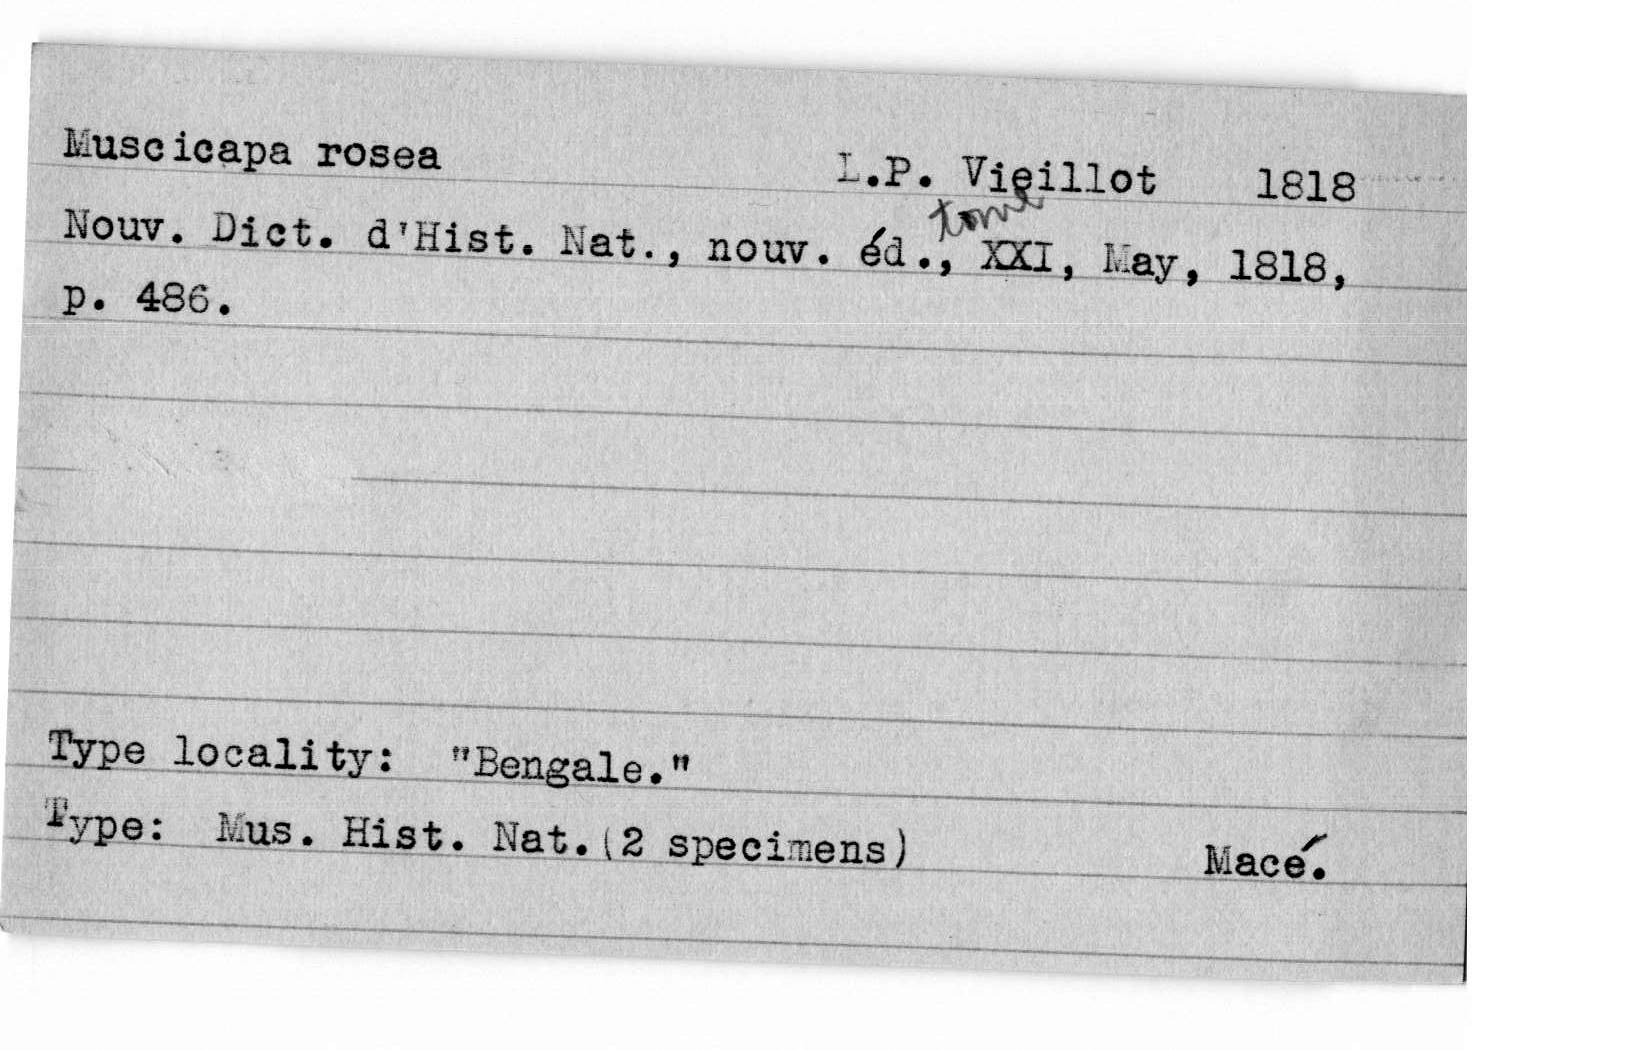 Muscicapa rosea L.P. Vieillot 1818
Nouv. Dict. d'Hist. Nat., nouv. éd., tome XXI, May, 1818,
p. 486.
Type locality: "Bengale."
Type: Mus. Hist. Nat. (2 specimens) Macé.